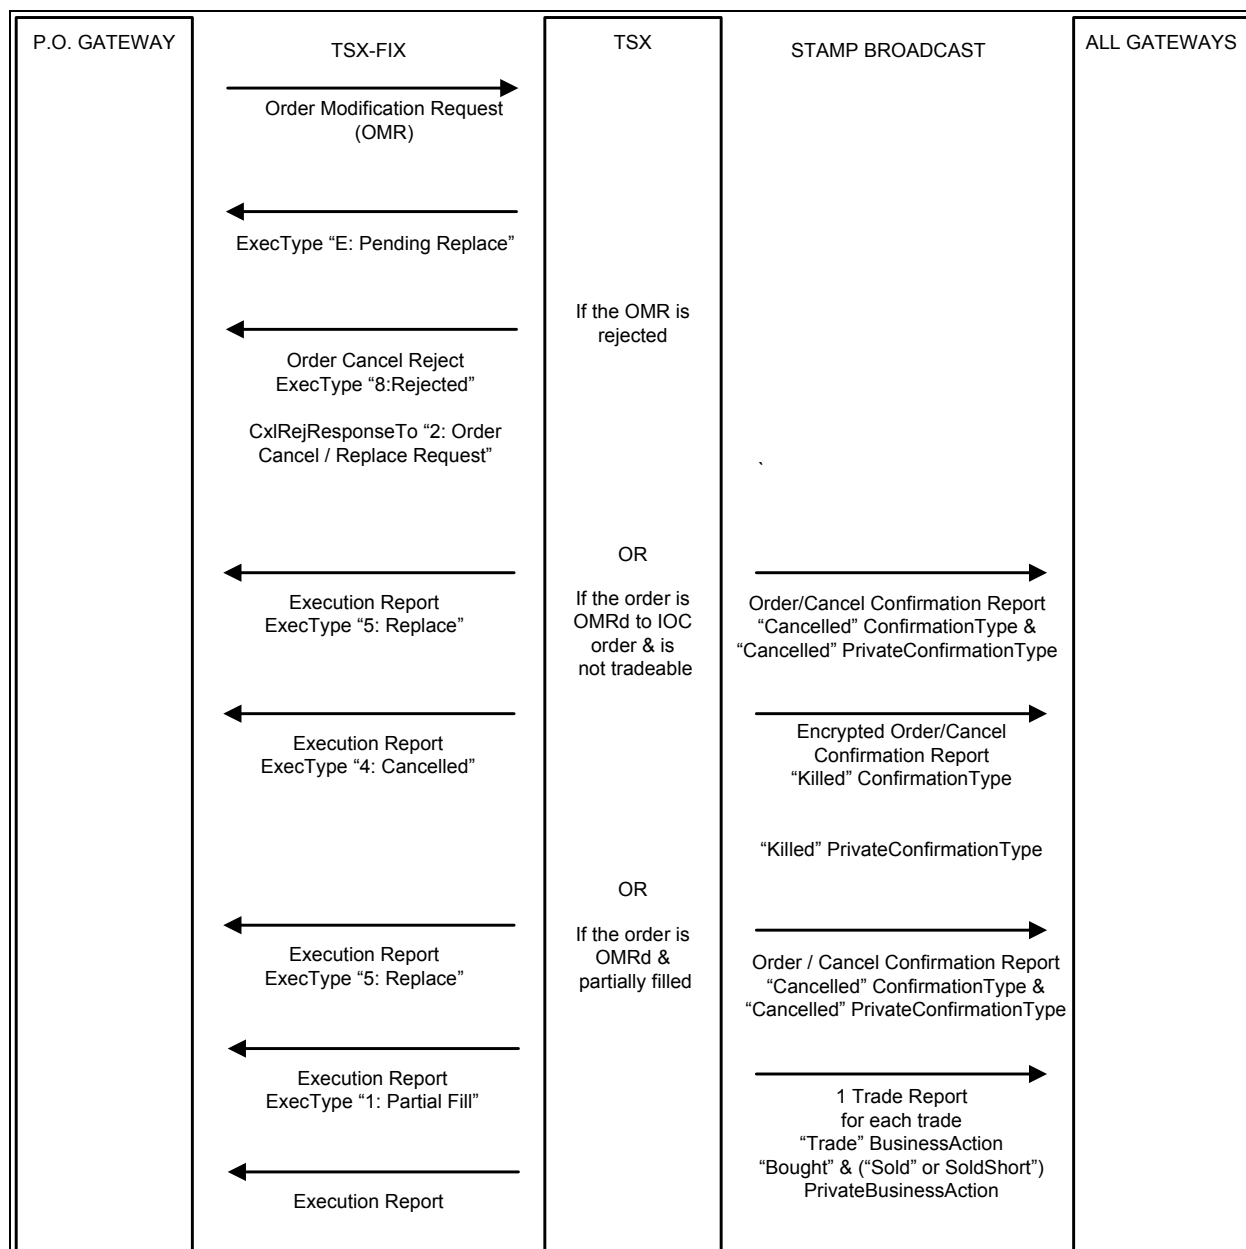 P.O. GATEWAY
TSX-FIX
TSX
STAMP BROADCAST
ALL GATEWAYS
Order Modification Request
(OMR)
ExecType “E: Pending Replace”
If the OMR is
rejected
Order Cancel Reject
ExecType “8:Rejected”
CxlRejResponseTo “2: Order
Cancel / Replace Request”
`
OR
Execution Report
ExecType “5: Replace”
If the order is
OMRd to IOC
order & is
not tradeable
Order/Cancel Confirmation Report
“Cancelled” ConfirmationType &
“Cancelled” PrivateConfirmationType
Execution Report
ExecType “4: Cancelled”
Encrypted Order/Cancel
Confirmation Report
“Killed” ConfirmationType
“Killed” PrivateConfirmationType
OR
Execution Report
ExecType “5: Replace”
If the order is
OMRd &
partially filled
Order / Cancel Confirmation Report
“Cancelled” ConfirmationType &
“Cancelled” PrivateConfirmationType
Execution Report
ExecType “1: Partial Fill”
1 Trade Report
for each trade
“Trade” BusinessAction
“Bought” & (“Sold” or SoldShort”)
PrivateBusinessAction
Execution Report